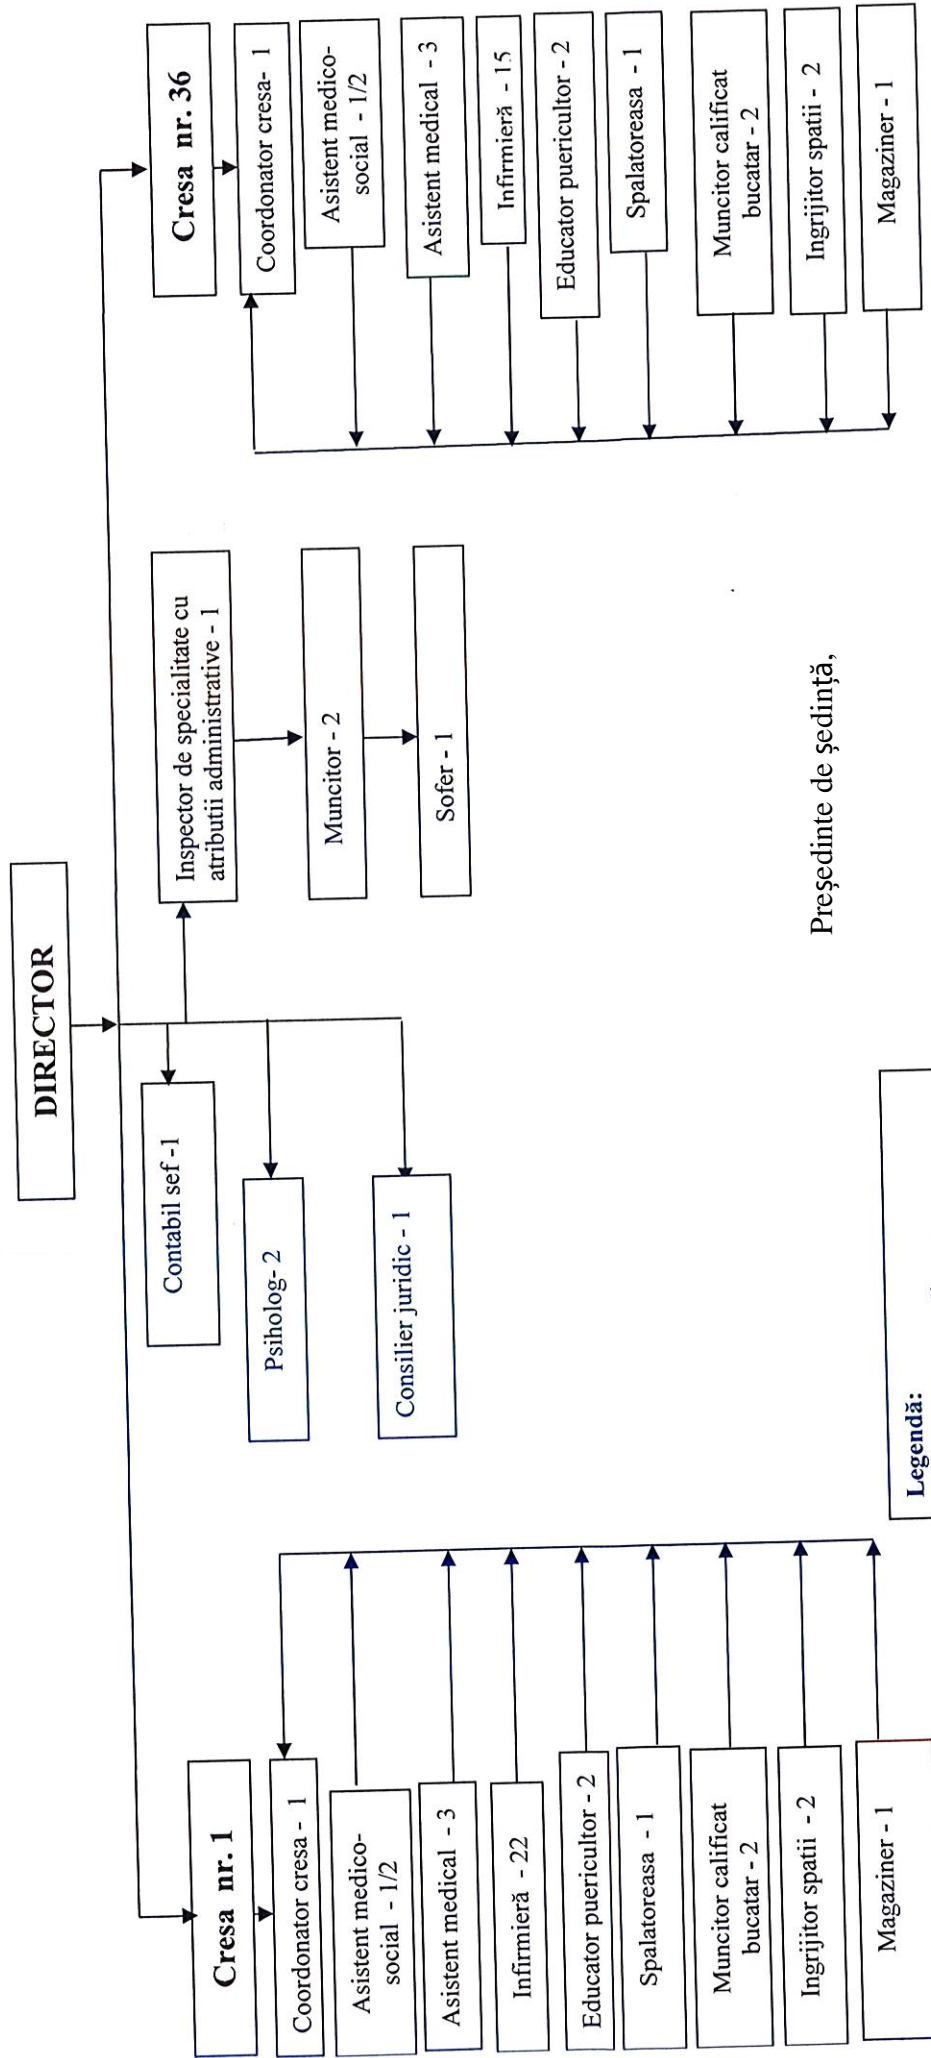 DIRECTOR
Cresa nr. 1
Coordonator cresa - 1
Asistent medico-
social - 1/2
Asistent medical - 3
Infirmieră - 22
Educator puericultor - 2
Spalatoreasa - 1
Muncitor calificat
bucatar - 2
Ingrijitor spatii - 2
Magaziner - 1
Contabil sef -1
Psiholog- 2
Consilier juridic - 1
Inspector de specialitate cu
atributii administrative - 1
Muncitor - 2
Sofer - 1
Cresa nr. 36
Coordonator cresa- 1
Asistent medico-
social - 1/2
Asistent medical - 3
Infirmieră - 15
Educator puericultor - 2
Spalatoreasa - 1
Muncitor calificat
bucatar - 2
Ingrijitor spatii - 2
Magaziner - 1
Președinte de ședință,
Legendă: